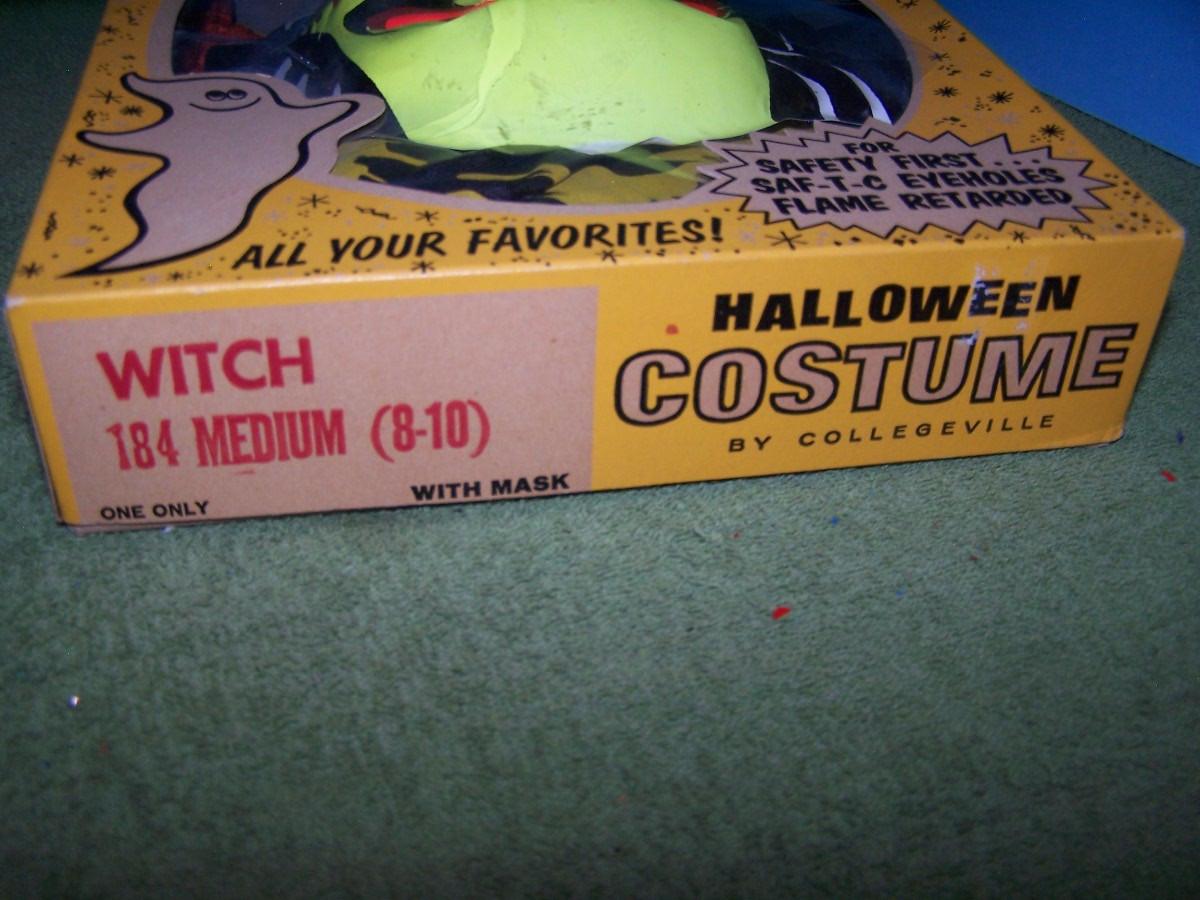 FOR
SAFETY FIRST....
SAF-T-C EYEHOLES
FLAME RETARDED
ALL YOUR FAVORITES!
HALLOWEEN
COSTUME
BY COLLEGEVILLE
WITCH
184 MEDIUM (8-10)
WITH MASK
ONE ONLY